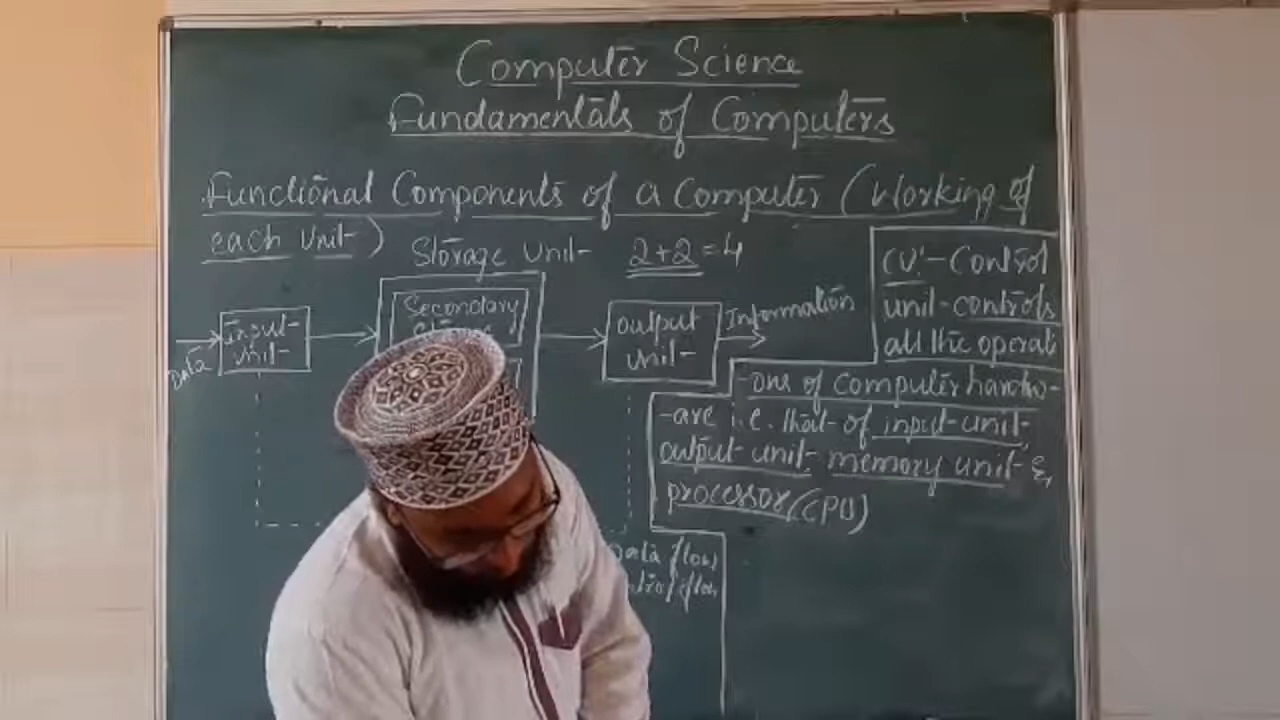 Computer Science
Fundamentals of Computers
Functional Components of a Computer (Working of
each Unit)
Storage Unit
2+2=4
Secondary
Input
Unit
Data
Output
Unit
Information
CU - Control
unit - controls
all the operati
-ons of computer hardw-
-are i.e. that of input unit,
output unit, memory unit &
processor (CPU)
Data flow
flow